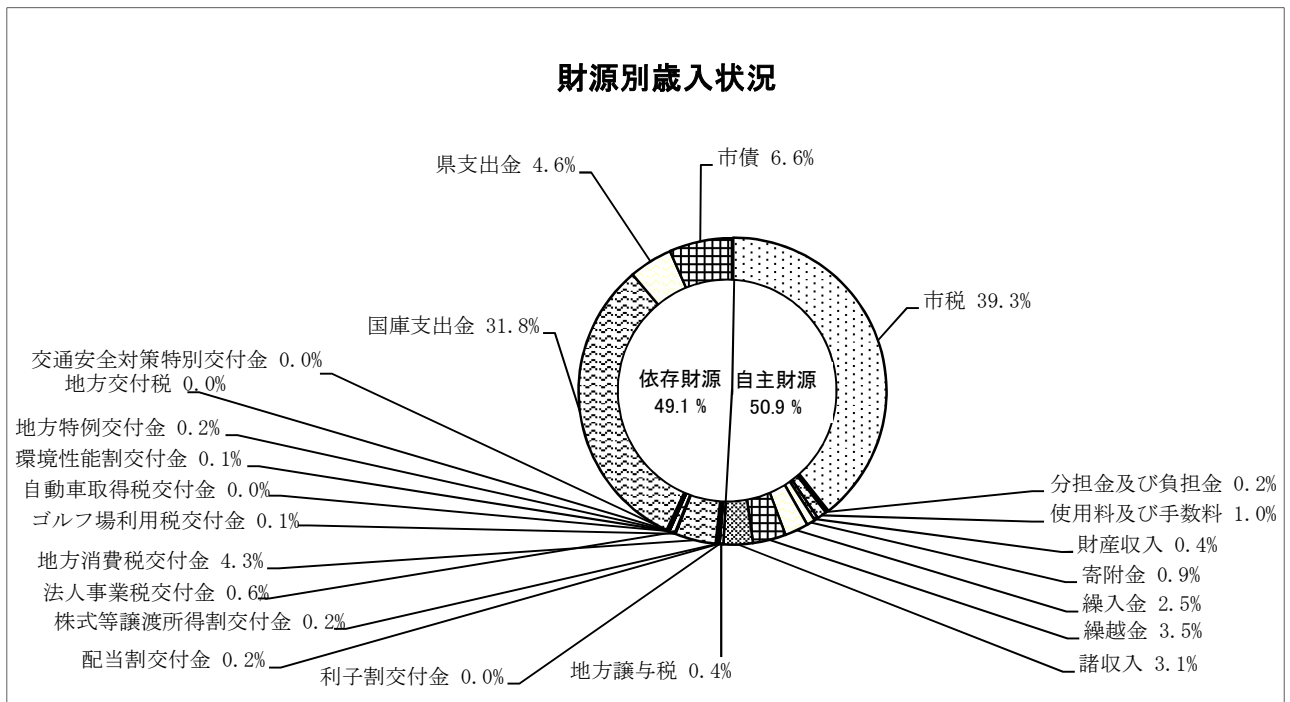 財源別歳入状況
市債 6.6%
県支出金 4.6%
市税 39.3%
国庫支出金 31.8%
交通安全対策特別交付金 0.0%
地方交付税 0.0%
依存財源
49.1 %
自主財源
50.9 %
地方特例交付金 0.2%
環境性能割交付金 0.1%
自動車取得税交付金 0.0%
ゴルフ場利用税交付金 0.1%
地方消費税交付金 4.3%
法人事業税交付金 0.6%
株式等譲渡所得割交付金 0.2%
配当割交付金 0.2%
利子割交付金 0.0%
地方譲与税 0.4%
分担金及び負担金 0.2%
使用料及び手数料 1.0%
財産収入 0.4%
寄附金 0.9%
繰入金 2.5%
繰越金 3.5%
諸収入 3.1%